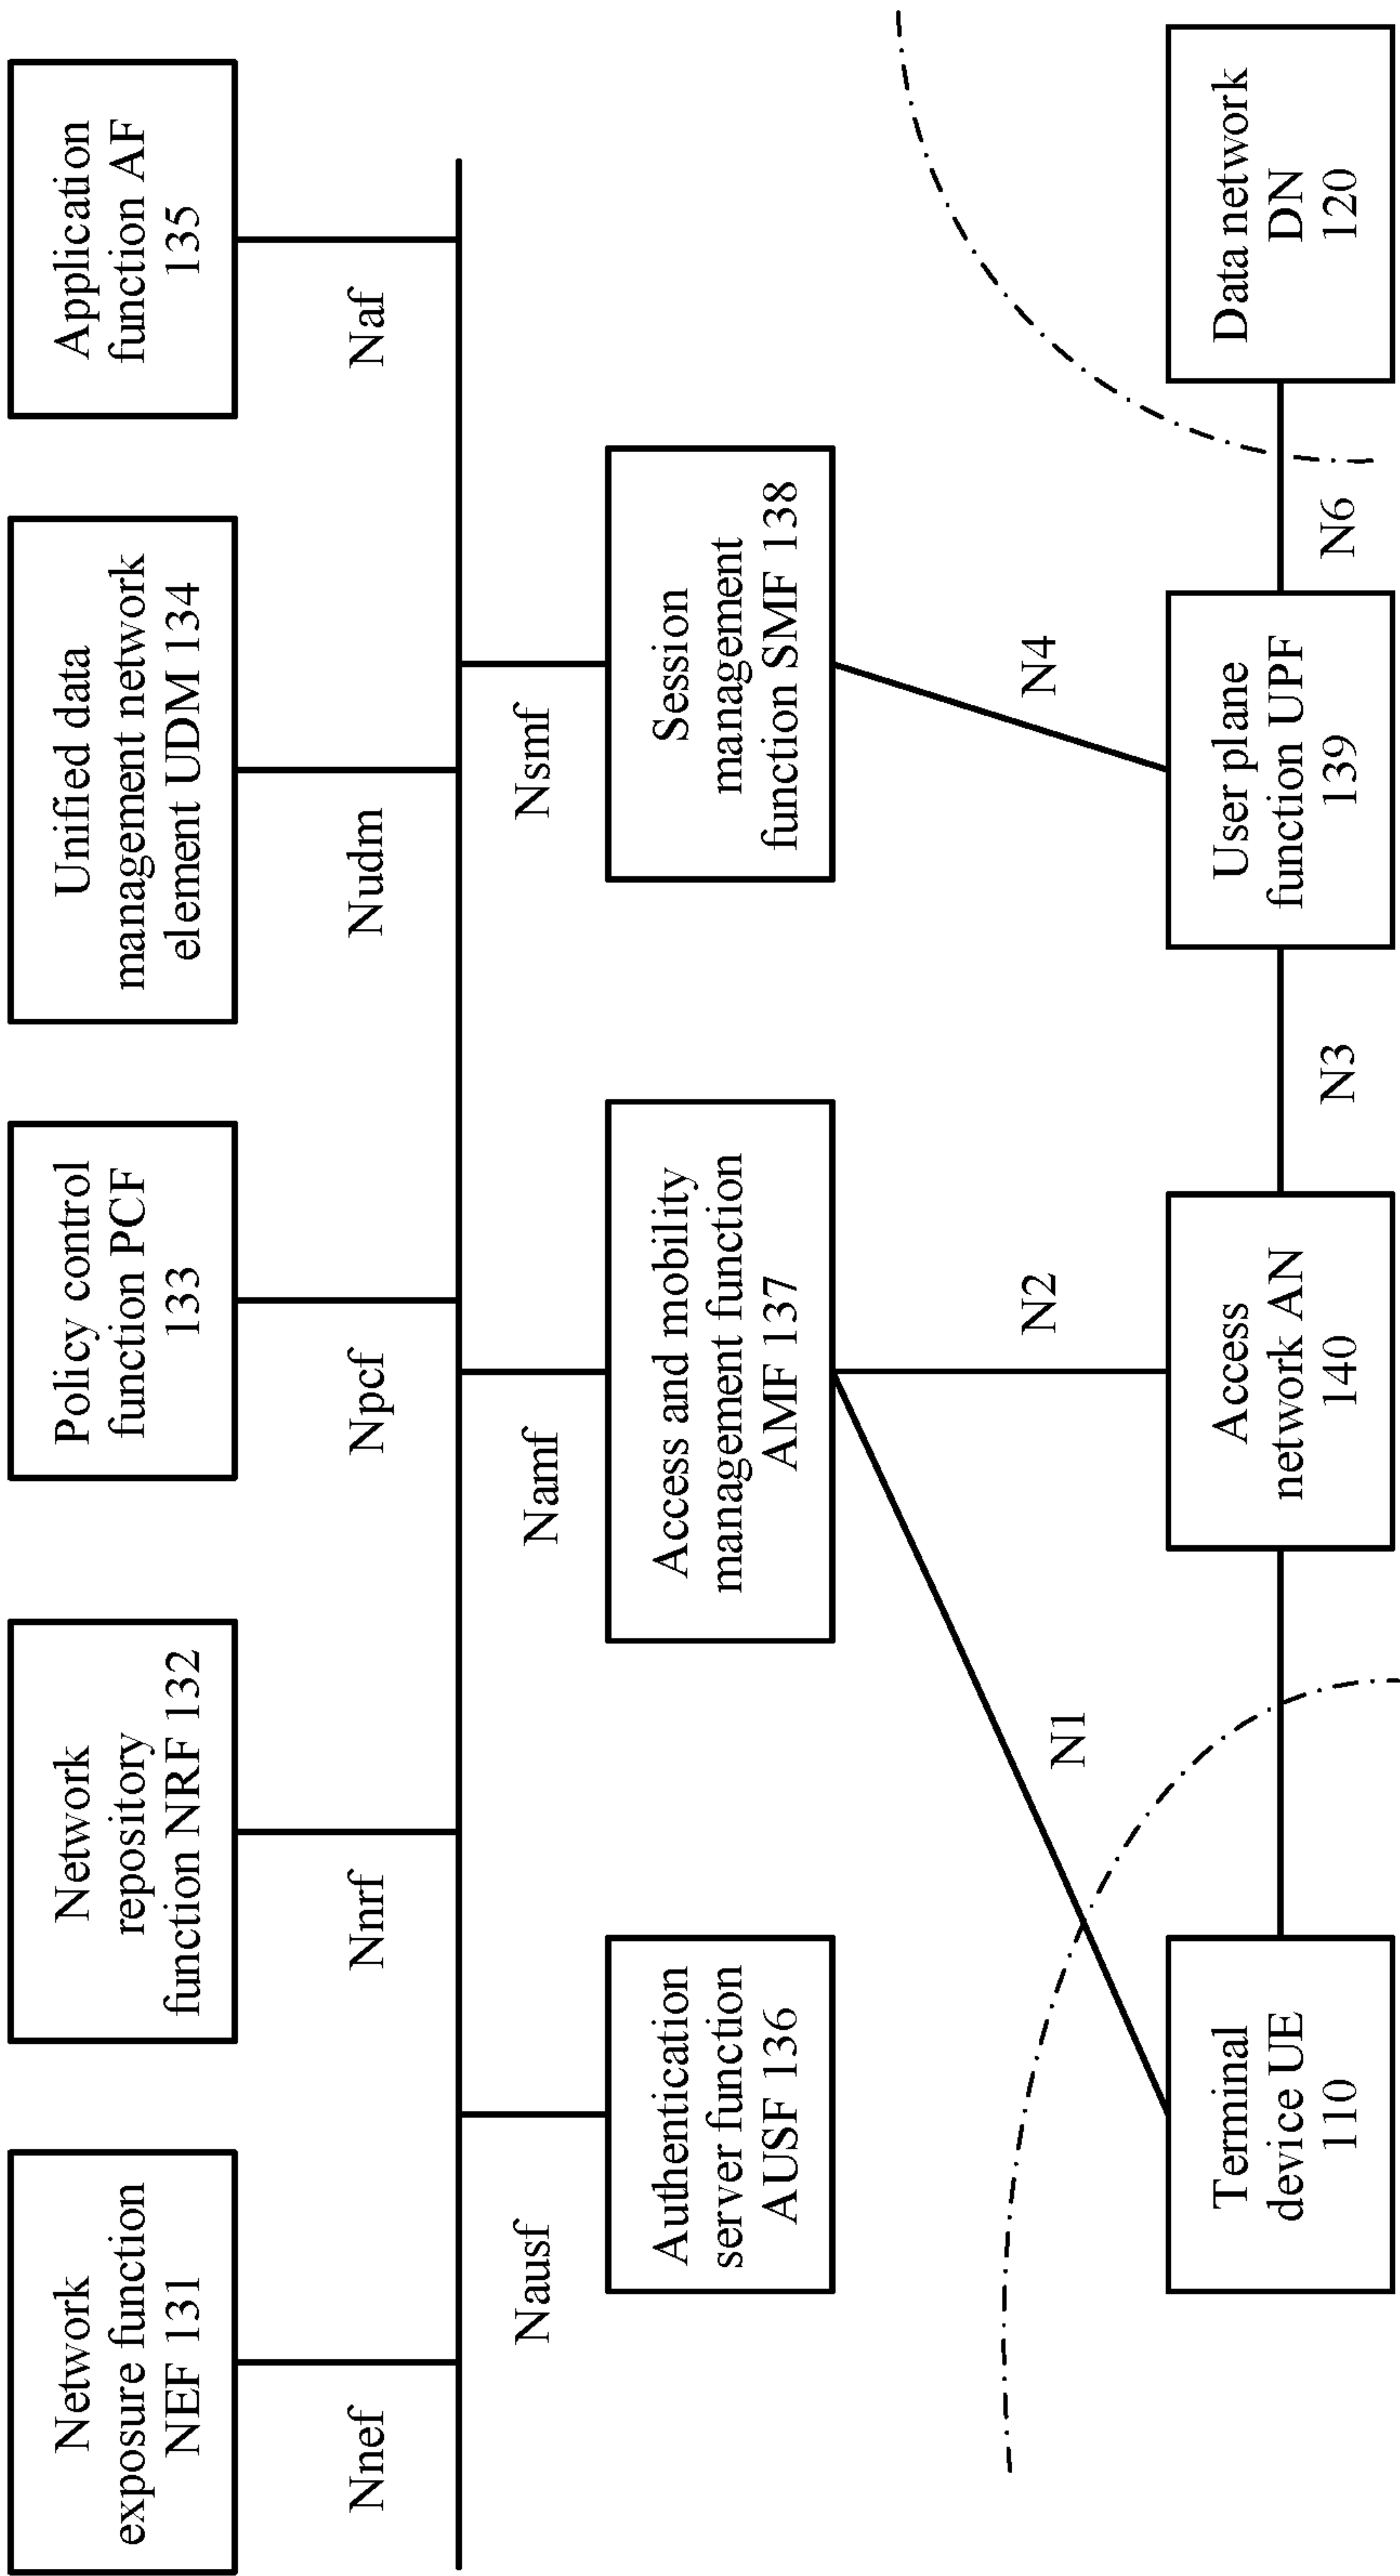 Network
exposure function
NEF 131
Network
repository
function NRF 132
Policy control
function PCF
133
Unified data
management network
element UDM 134
Application
function AF
135
Nnef
Nnrf
Npcf
Nudm
Naf
Nausf
Namf
Nsmf
Authentication
server function
AUSF 136
Access and mobility
management function
AMF 137
Session
management
function SMF 138
N1
N2
N4
Terminal
device UE
110
Access
network AN
140
N3
User plane
function UPF
139
N6
Data network
DN
120